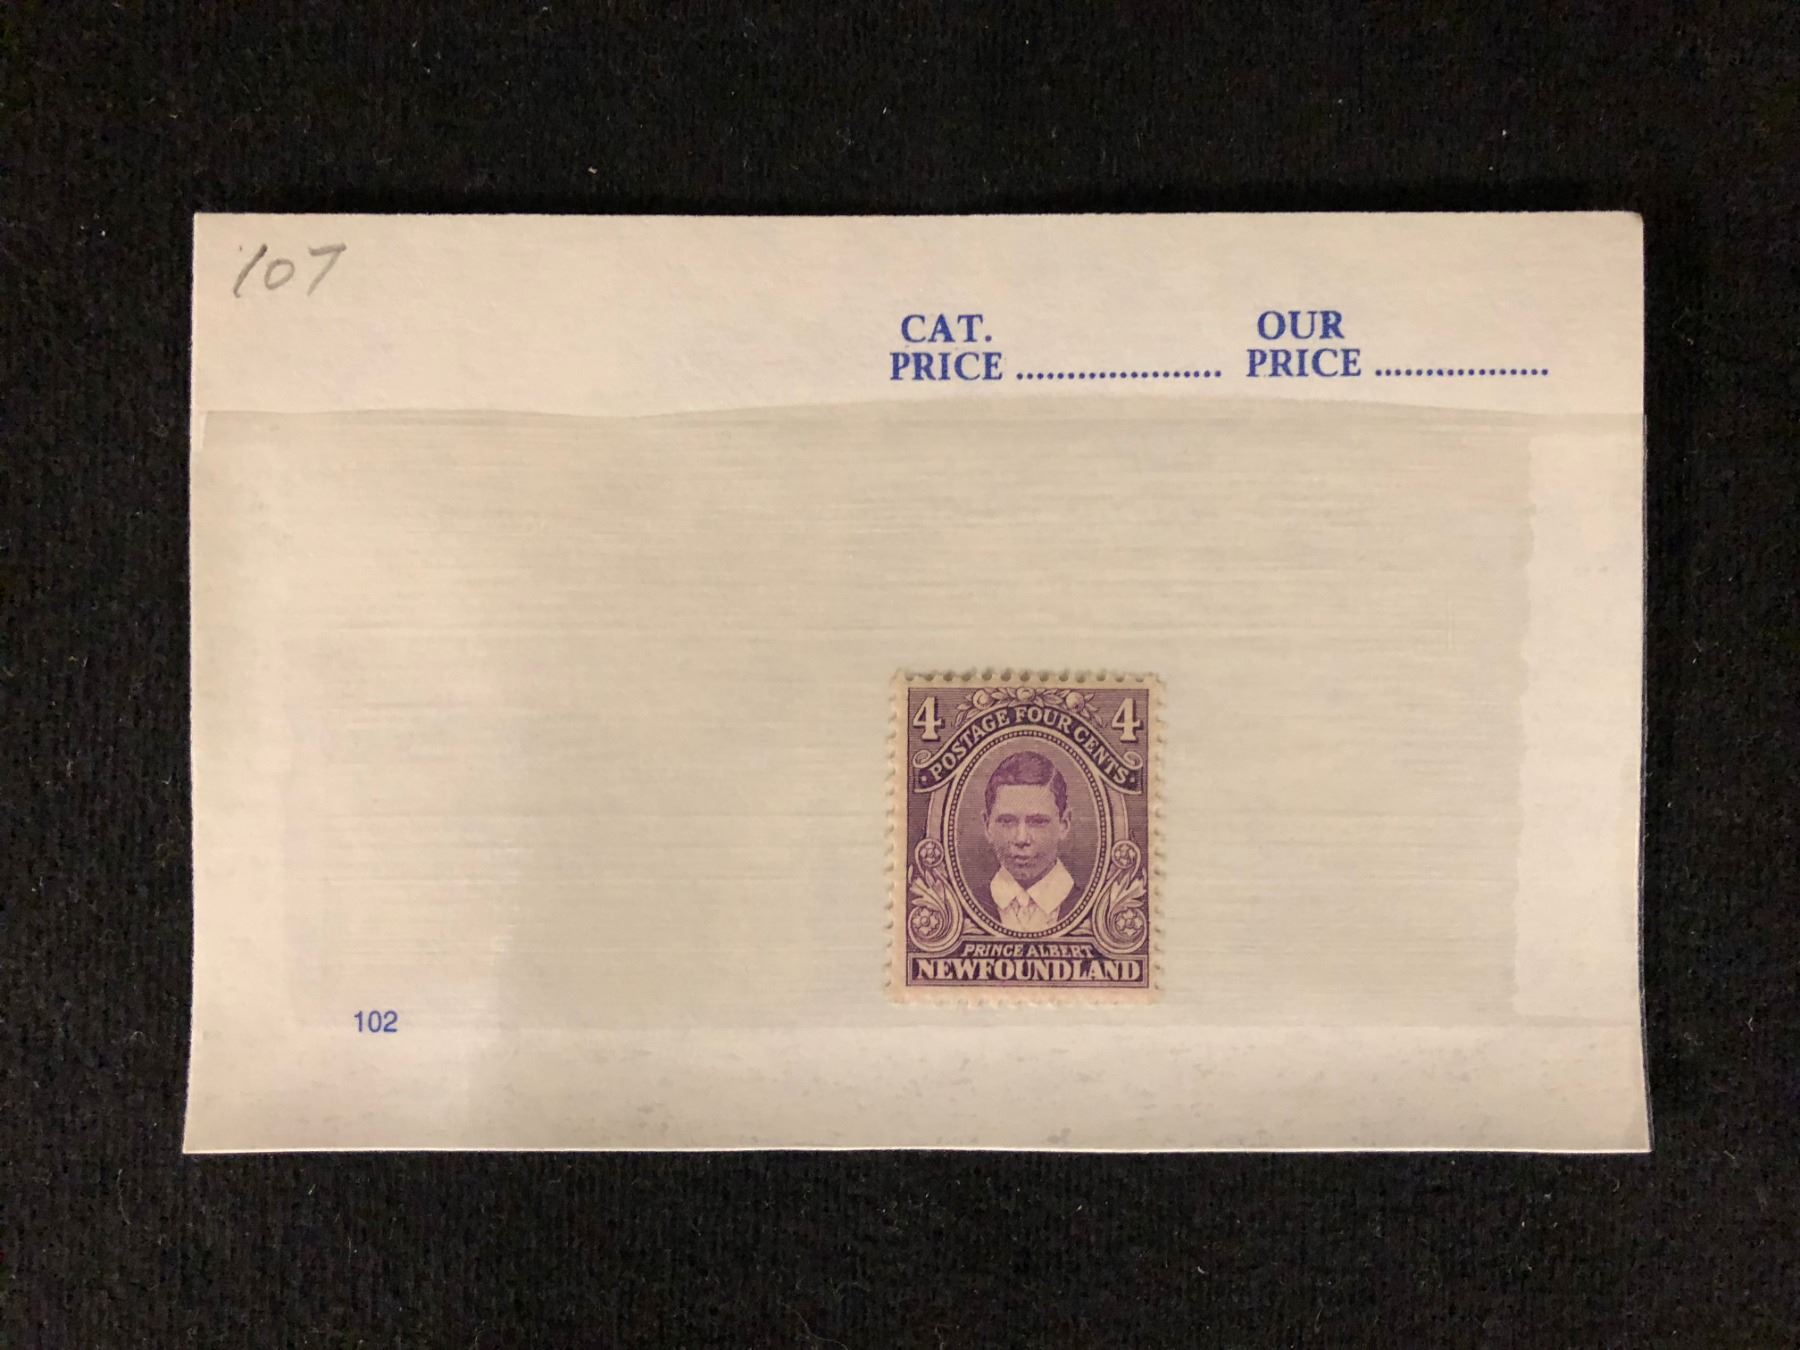 107
CAT.
PRICE ....................
OUR
PRICE .................
4 4
· POSTAGE FOUR CENTS ·
PRINCE ALBERT
NEWFOUNDLAND
102